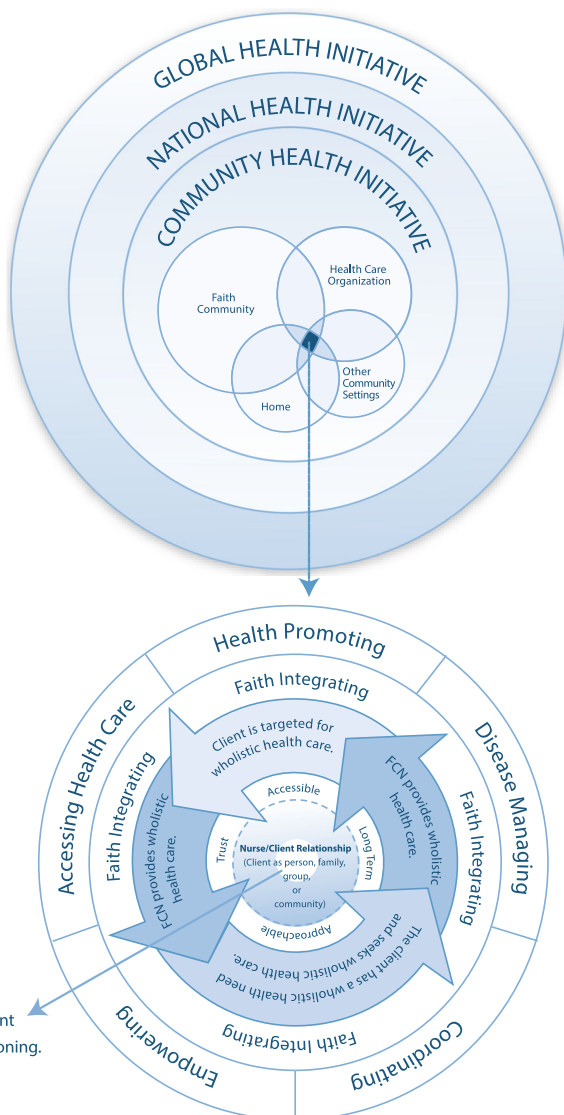 GLOBAL HEALTH INITIATIVE
NATIONAL HEALTH INITIATIVE
COMMUNITY HEALTH INITIATIVE
Faith
Community
Health Care
Organization
Home
Other
Community
Settings
Health Promoting
Accessing Health Care
Disease Managing
Empowering
Coordinating
Faith Integrating
Faith Integrating
Faith Integrating
Faith Integrating
Client is targeted for
wholistic health care.
FCN provides wholistic
health care.
FCN provides wholistic
health care.
The client has a wholistic health need
and seeks wholistic health care.
Accessible
Trust
Long Term
Approachable
Nurse/Client Relationship
(Client as person, family,
group,
or
community)
oning.